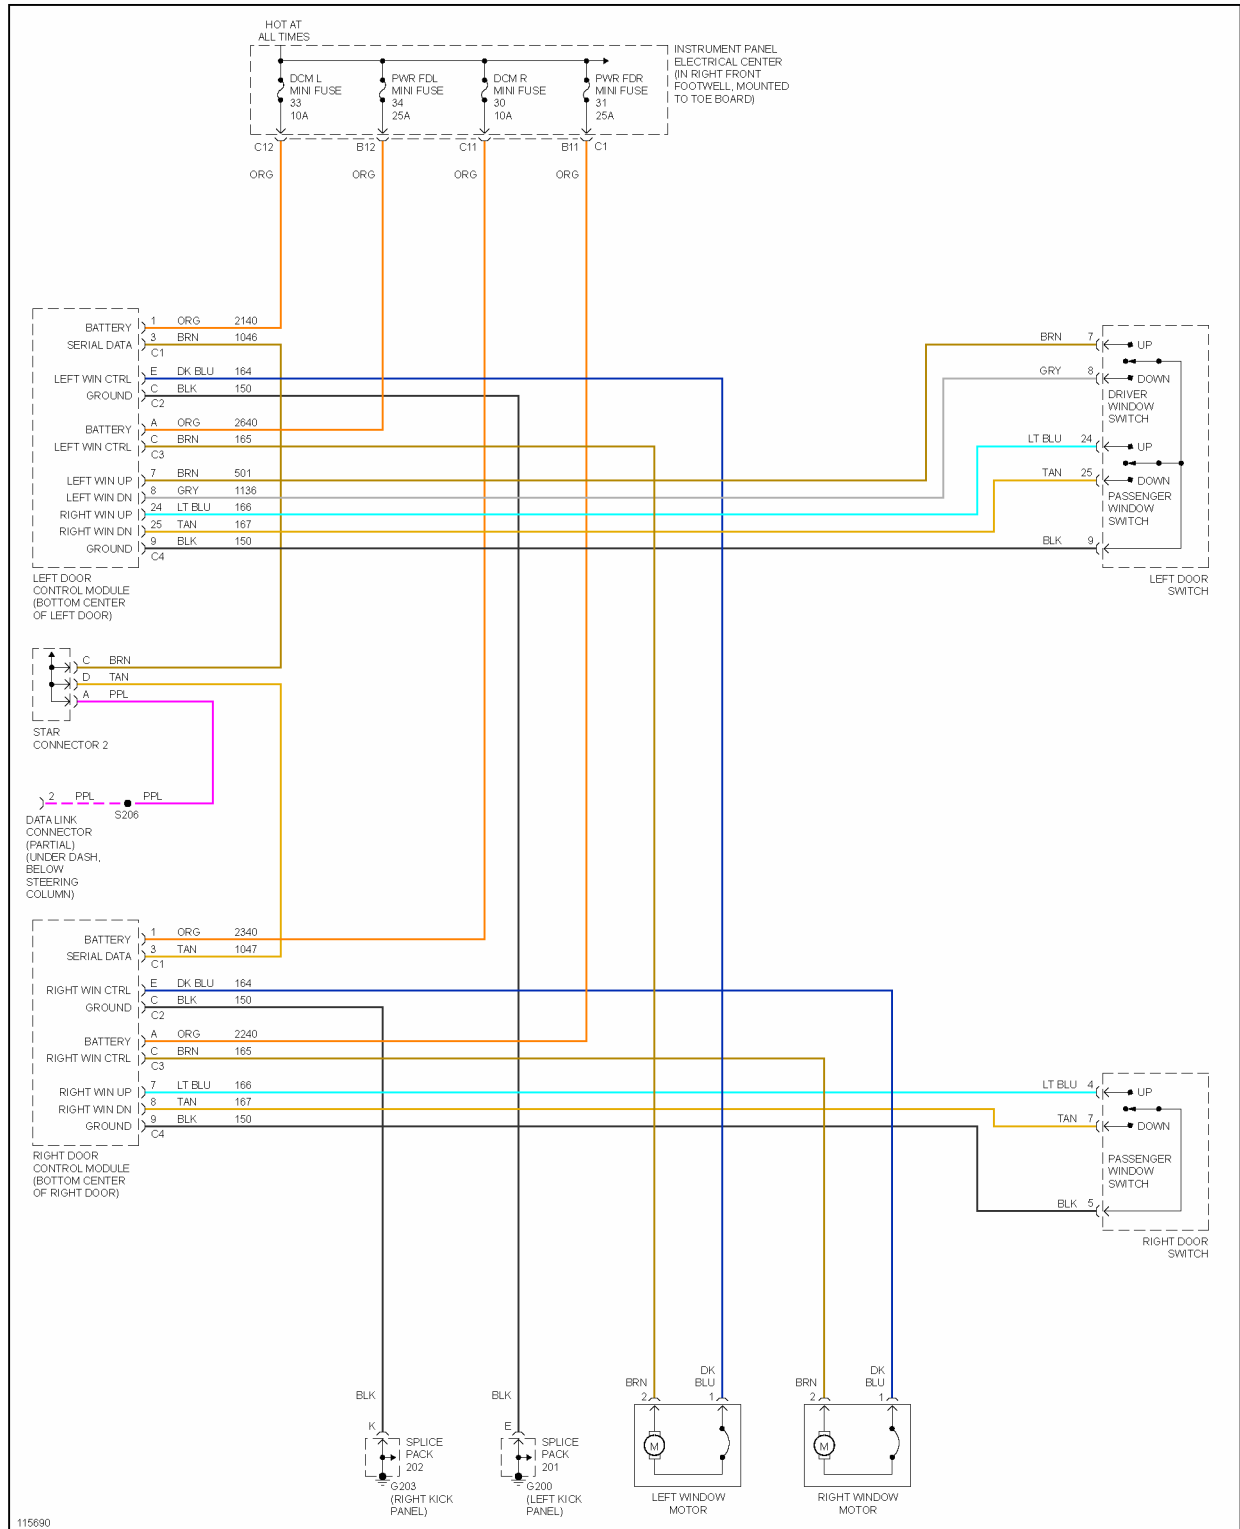 HOT AT
ALL TIMES
INSTRUMENT PANEL
ELECTRICAL CENTER
(IN RIGHT FRONT
FOOTWELL, MOUNTED
TO TOE BOARD)
DCM L
MINI FUSE
33
10A
PWR FDL
MINI FUSE
34
25A
DCM R
MINI FUSE
30
10A
PWR FDR
MINI FUSE
31
25A
C12 B12 C11 B11 C1
ORG ORG ORG ORG
BATTERY 1 ORG 2140
SERIAL DATA 3 BRN 1046
C1
LEFT WIN CTRL E DK BLU 164
GROUND C BLK 150
C2
BATTERY A ORG 2640
LEFT WIN CTRL C BRN 165
C3
LEFT WIN UP 7 BRN 501
LEFT WIN DN 8 GRY 1136
RIGHT WIN UP 24 LT BLU 166
RIGHT WIN DN 25 TAN 167
GROUND 9 BLK 150
C4
LEFT DOOR
CONTROL MODULE
(BOTTOM CENTER
OF LEFT DOOR)
BRN 7 UP
GRY 8 DOWN
DRIVER
WINDOW
SWITCH
LT BLU 24 UP
TAN 25 DOWN
PASSENGER
WINDOW
SWITCH
BLK 9
LEFT DOOR
SWITCH
C BRN
D TAN
A PPL
STAR
CONNECTOR 2
2 PPL PPL
S206
DATA LINK
CONNECTOR
(PARTIAL)
(UNDER DASH,
BELOW
STEERING
COLUMN)
BATTERY 1 ORG 2340
SERIAL DATA 3 TAN 1047
C1
RIGHT WIN CTRL E DK BLU 164
GROUND C BLK 150
C2
BATTERY A ORG 2240
RIGHT WIN CTRL C BRN 165
C3
RIGHT WIN UP 7 LT BLU 166
RIGHT WIN DN 8 TAN 167
GROUND 9 BLK 150
C4
RIGHT DOOR
CONTROL MODULE
(BOTTOM CENTER
OF RIGHT DOOR)
LT BLU 4 UP
TAN 7 DOWN
PASSENGER
WINDOW
SWITCH
BLK 5
RIGHT DOOR
SWITCH
BLK
K
SPLICE
PACK
202
G203
(RIGHT KICK
PANEL)
BLK
E
SPLICE
PACK
201
G200
(LEFT KICK
PANEL)
BRN
2
DK
BLU
1
M
LEFT WINDOW
MOTOR
BRN
2
DK
BLU
1
M
RIGHT WINDOW
MOTOR
115690